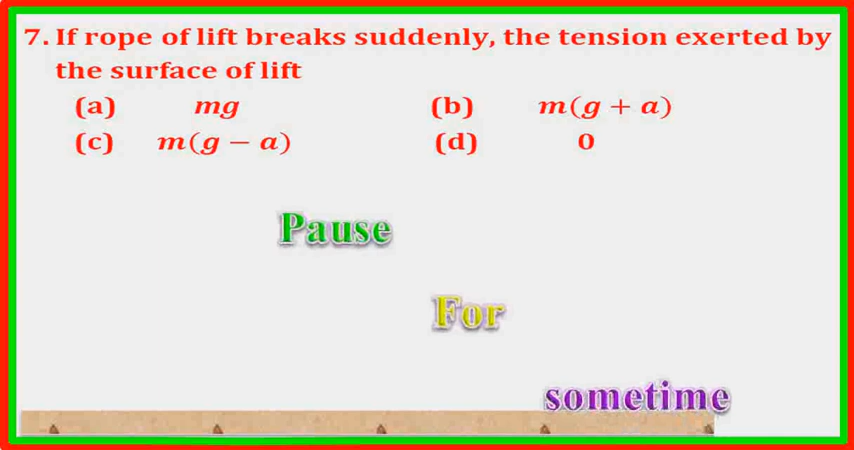 7. If rope of lift breaks suddenly, the tension exerted by
the surface of lift
(a) mg (b) m(g + a)
(c) m(g − a) (d) 0
Pause
For
sometime